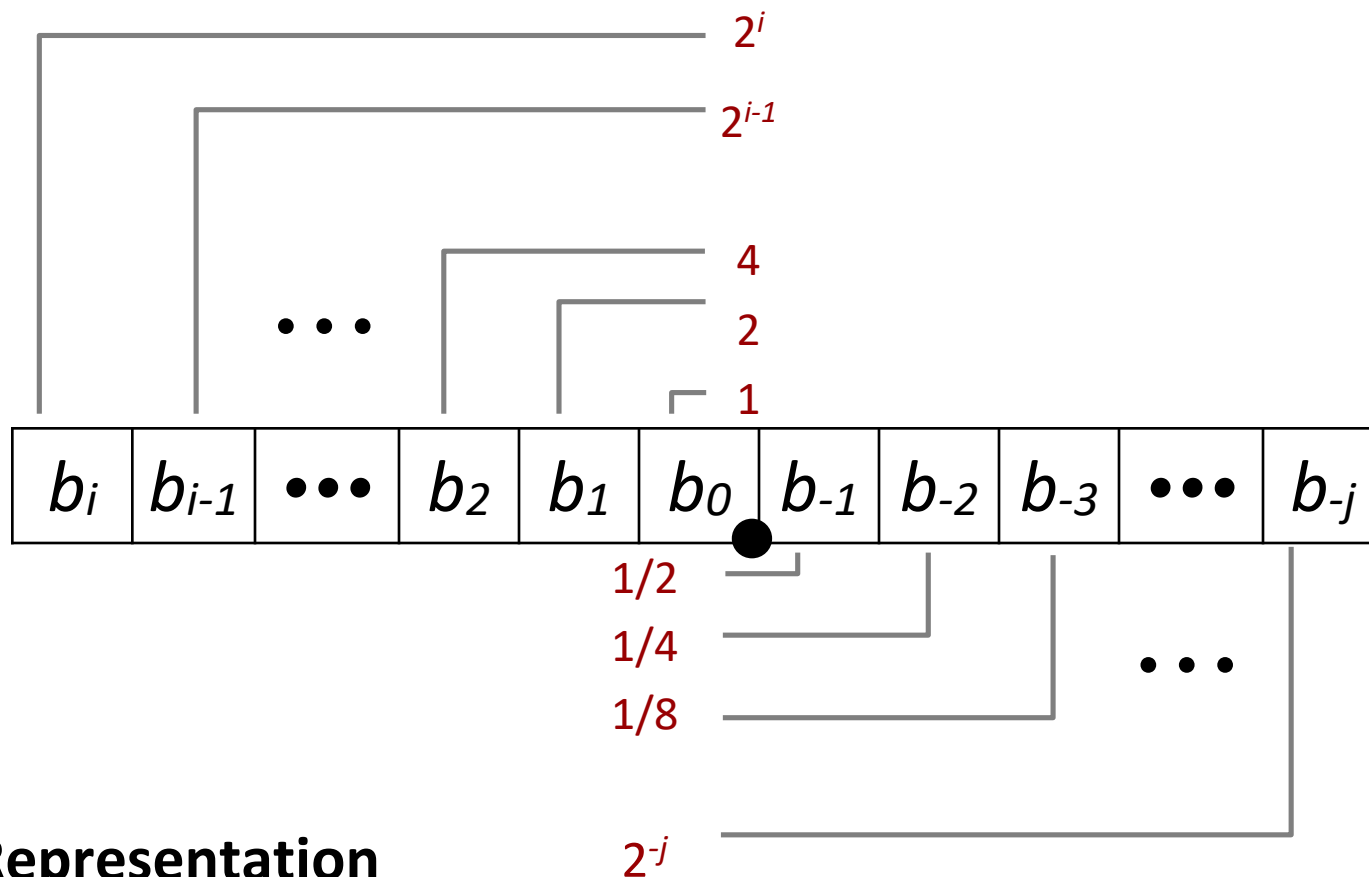 2^i
2^{i-1}
4
2
1
b_i b_{i-1} ••• b_2 b_1 b_0 b_{-1} b_{-2} b_{-3} ••• b_{-j}
1/2
1/4
1/8
2^{-j}
Representation